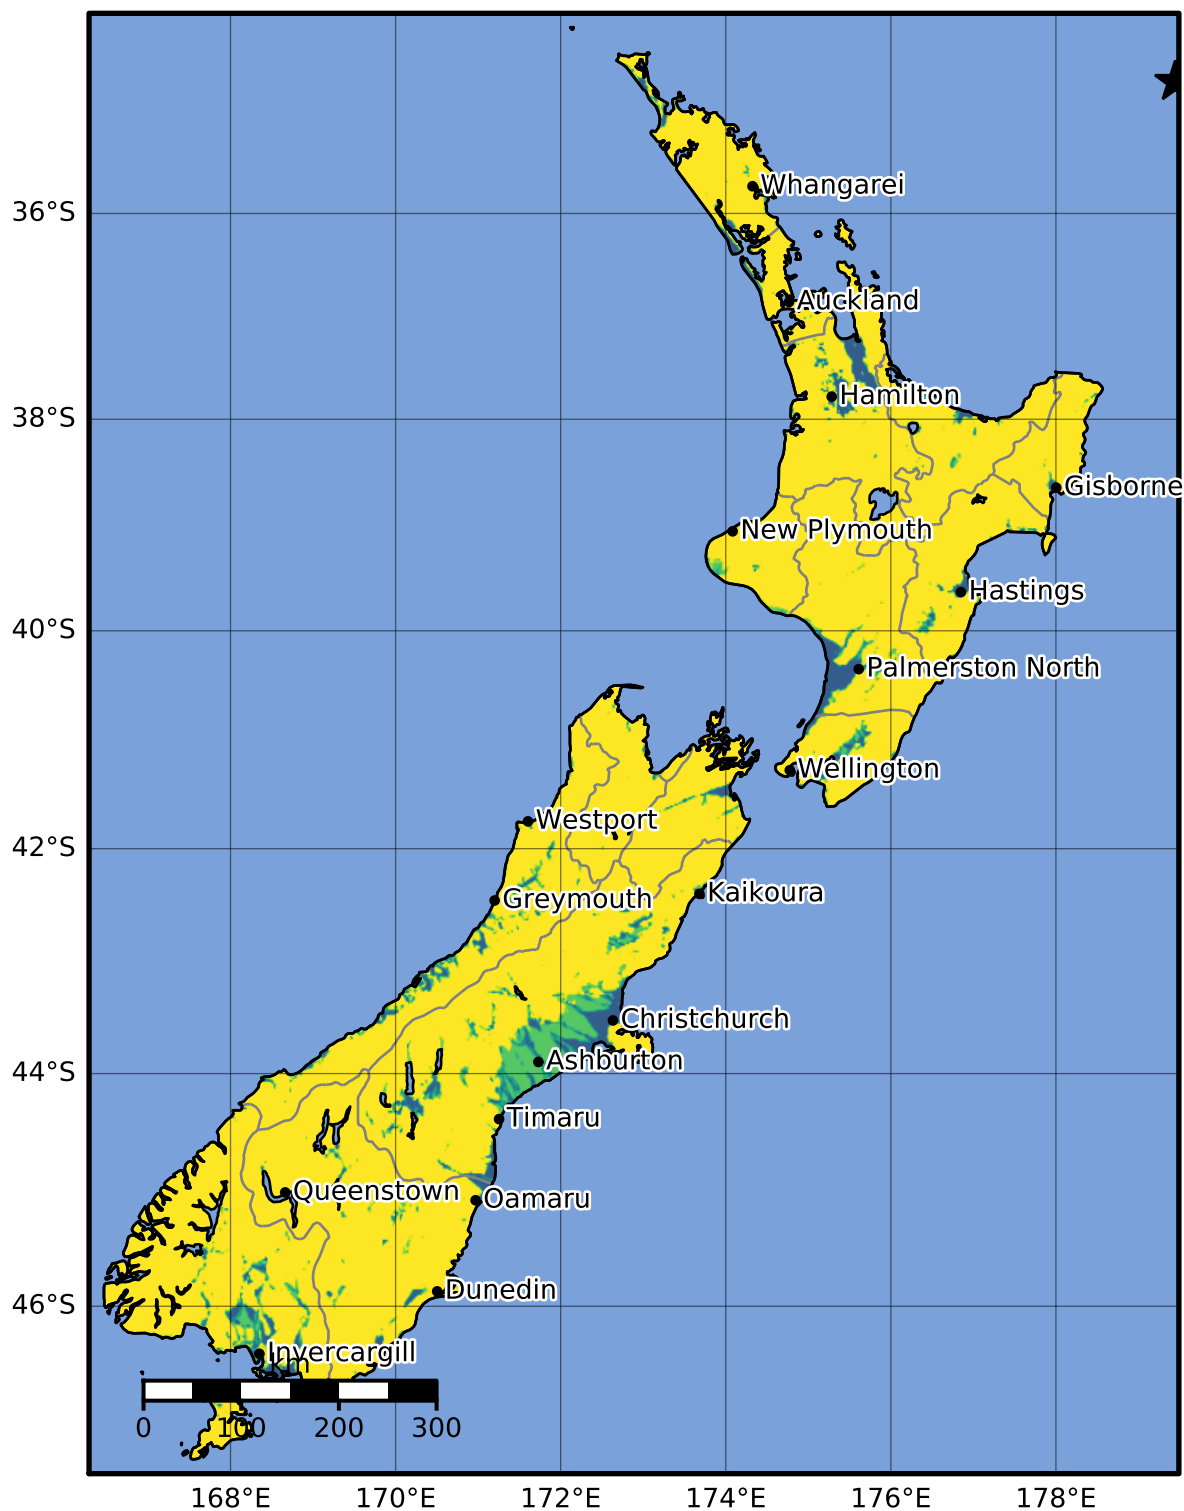 Whangarei
36°S
Auckland
Hamilton
38°S
Gisborne
New Plymouth
Hastings
40°S
Palmerston North
Wellington
Westport
42°S
Kaikoura
Greymouth
Christchurch
Ashburton
44°S
Timaru
Queenstown
Oamaru
Dunedin
46°S
Invercargill
km
0 100 200 300
168°E 170°E 172°E 174°E 176°E 178°E